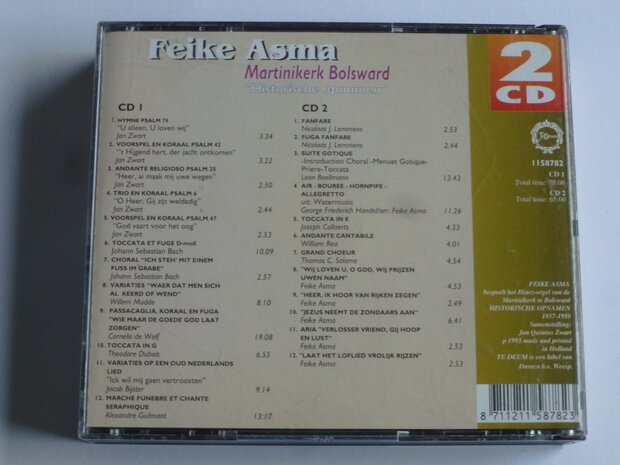 Feike Asma
Martinikerk Bolsward
"Historische opnamen"
CD 1
1. HYMNE PSALM 75
"U alleen, U loven wij"
Jan Zwart 3:34
2. VOORSPEL EN KORAAL PSALM 42
"'t Hijgend hert, der jacht ontkomen"
Jan Zwart 3.22
3. ANDANTE RELIGIOSO PSALM 25
"Heer, ai maak mij uwe wegen"
Jan Zwart 2.50
4. TRIO EN KORAAL PSALM 6
"O Heer, Gij zijt weldadig"
Jan Zwart 2.44
5. VOORSPEL EN KORAAL PSALM 47
"God vaart voor het oog"
Jan Zwart 2.53
6. TOCCATA ET FUGE D-moll
Johann Sebastian Bach 10:09
7. CHORAL "ICH STEH' MIT EINEM
FUSS IM GRABE"
Johann Sebastian Bach 2.57
8. VARIATIES "WAER DAT MEN SICH
AL KEERD OF WEND"
Willem Mudde 8.10
9. PASSACAGLIA, KORAAL EN FUGA
"WIE MAAR DE GOEDE GOD LAAT
ZORGEN"
Cornelis de Wolf 19.08
10. TOCCATA IN G
Theodore Dubois 6.55
11. VARIATIES OP EEN OUD NEDERLANDS
LIED
"Ick wil mij gaen vertroosten"
Jacob Bijster 9.14
12. MARCHE FUNEBRE ET CHANTE
SERAPHIQUE
Alexandre Guilmant 13:17
CD 2
1. FANFARE
Nicolaas J. Lemmens 2.53
2. FUGA FANFARE
Nicolaas J. Lemmens 2.44
3. SUITE GOTIQUE
-Introduction Choral -Menuet Gotique-
Priere-Toccata
Leon Boellmann 13.43
4. AIR - BOUREE - HORNPIPE -
ALLEGRETTO
uit: Watermusic
George Friederich Handel/arr. Feike Asma 11.26
5. TOCCATA IN E
Joseph Callaerts 4.33
6. ANDANTE CANTABILE
William Rea 4.01
7. GRAND CHOEUR
Thomas C. Salome 4.54
8. "WIJ LOVEN U, O GOD, WIJ PRIJZEN
UWEN NAAM"
Feike Asma 4.53
9. "HEER, IK HOOR VAN RIJKEN ZEGEN"
Feike Asma 2.49
10. "JEZUS NEEMT DE ZONDAARS AAN"
Feike Asma 6.41
11. ARIA "VERLOSSER VRIEND, GIJ HOOP
EN LUST"
Feike Asma 2.53
12. "LAAT HET LOFLIED VROLIJK RIJZEN"
Feike Asma 2.53
2
CD
TeDeum
1158782
CD 1
Total time: 75:06
CD 2
Total time: 65:00
FEIKE ASMA
bespeelt het Hinsz-orgel van de
Martinikerk te Bolsward
HISTORISCHE OPNAMEN
1957-1959
Samenstelling:
Jan Quintus Zwart
p 1993 made and printed
in Holland
TE DEUM is een label van
Dureco b.v. Weesp.
8 711211 587823